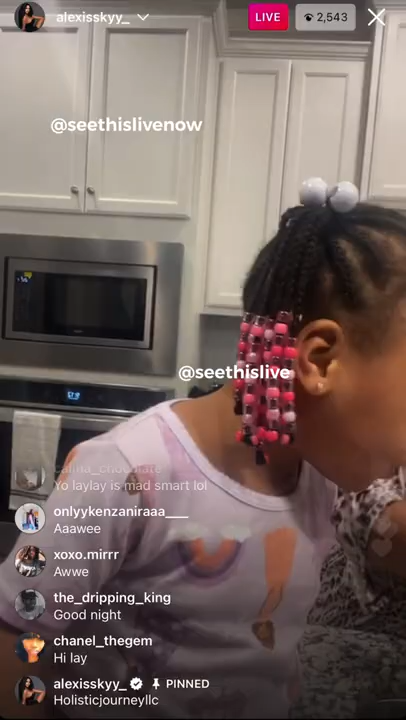 alexisskyy_
LIVE
2,543
@seethislivenow
@seethislive
calma_chocolate
Yo laylay is mad smart lol
onlyykenzaniraaa___
Aaawee
xoxo.mirrr
Awwe
the_dripping_king
Good night
chanel_thegem
Hi lay
alexisskyy_ PINNED
Holisticjourneyllc